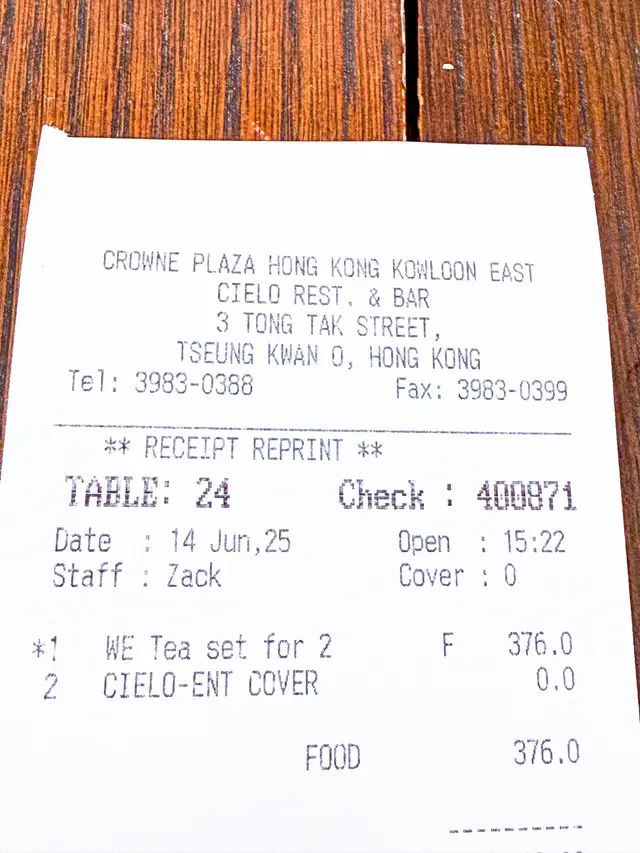 CROWNE PLAZA HONG KONG KOWLOON EAST
CIELO REST. & BAR
3 TONG TAK STREET,
TSEUNG KWAN O, HONG KONG
Tel: 3983-0388 Fax: 3983-0399
** RECEIPT REPRINT **
TABLE: 24 Check : 400871
Date : 14 Jun,25 Open : 15:22
Staff : Zack Cover : 0
*1 WE Tea set for 2 F 376.0
2 CIELO-ENT COVER 0.0
FOOD 376.0